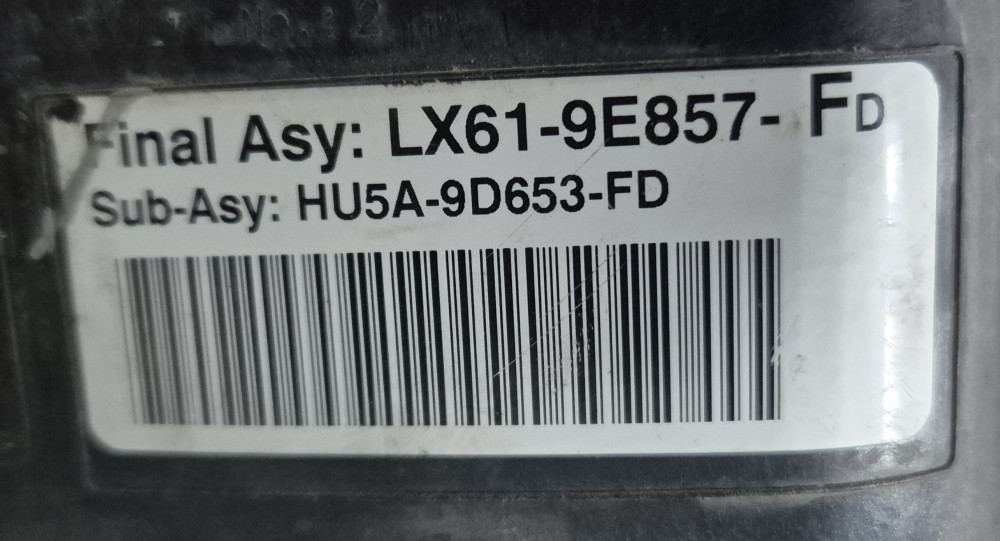 Final Asy: LX61-9E857- FD
Sub-Asy: HU5A-9D653-FD